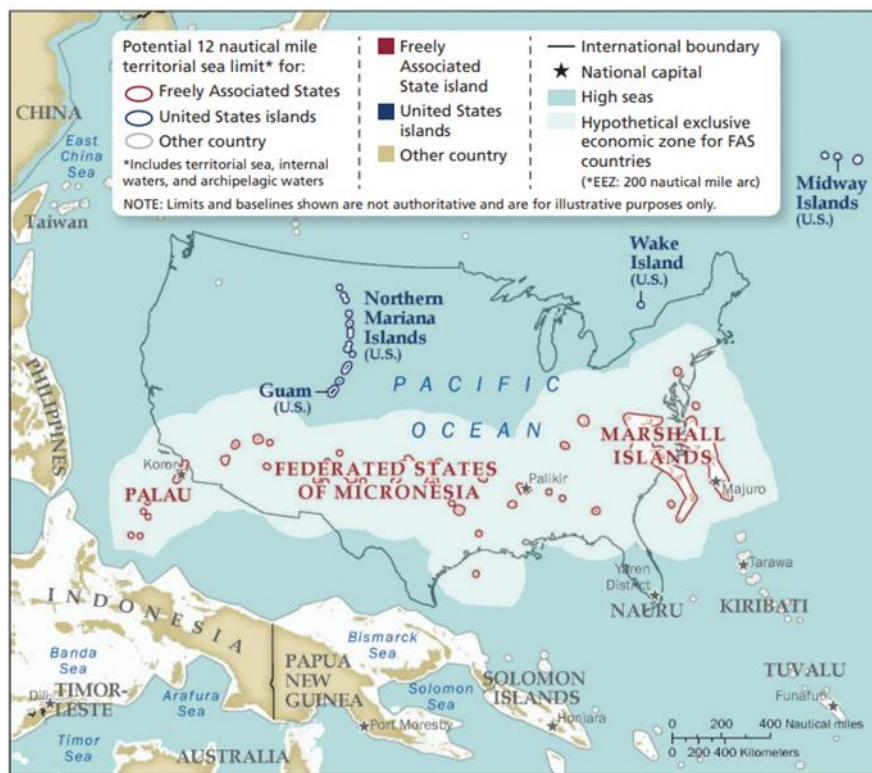 Potential 12 nautical mile
territorial sea limit* for:
Freely Associated States
United States islands
Other country
*Includes territorial sea, internal
waters, and archipelagic waters
Freely
Associated
State island
United States
islands
Other country
International boundary
National capital
High seas
Hypothetical exclusive
economic zone for FAS
countries
(*EEZ: 200 nautical mile arc)
NOTE: Limits and baselines shown are not authoritative and are for illustrative purposes only.
CHINA
East
China
Sea
Taiwan
Midway
Islands
(U.S.)
Wake
Island
(U.S.)
Northern
Mariana
Islands
(U.S.)
Guam
(U.S.)
PHILIPPINES
PACIFIC
OCEAN
Koror
PALAU
FEDERATED STATES
OF MICRONESIA
Palikir
MARSHALL
ISLANDS
Majuro
Yaren
District
NAURU
Tarawa
KIRIBATI
INDONESIA
Banda
Sea
Dili
TIMOR-
LESTE
Timor
Sea
Arafura
Sea
AUSTRALIA
PAPUA
NEW
GUINEA
Port Moresby
Bismarck
Sea
Solomon
Sea
SOLOMON
ISLANDS
Honiara
TUVALU
Funafuti
0 200 400 Nautical miles
0 200 400 Kilometers